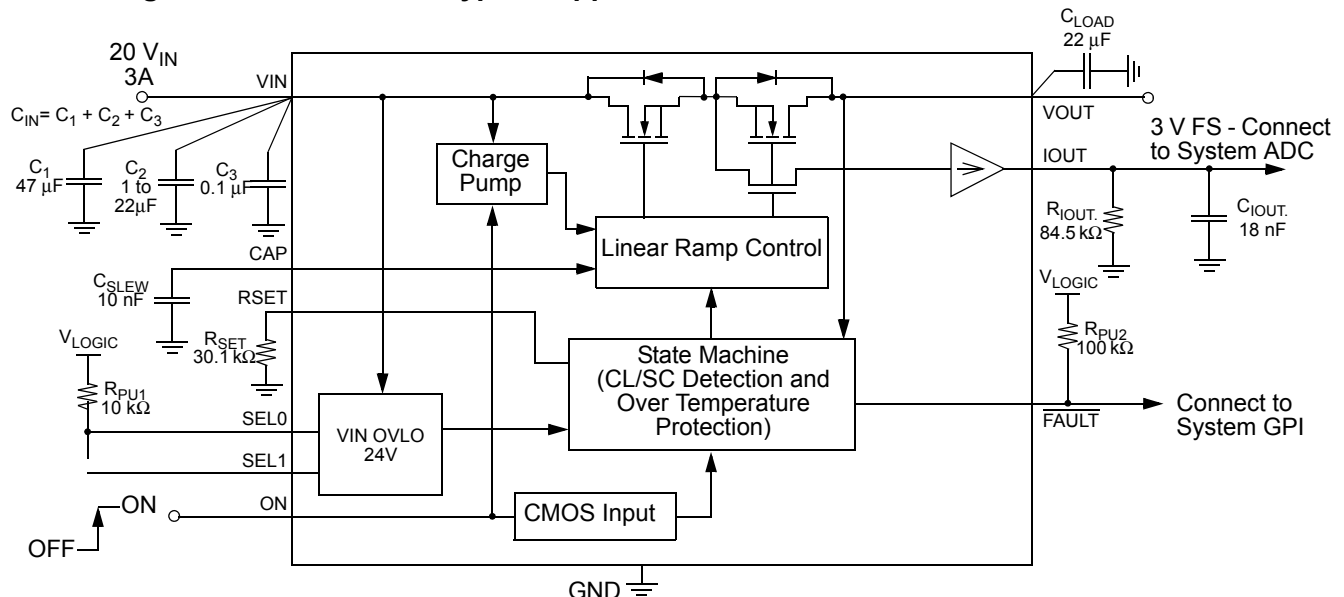 C_LOAD
22 μF
20 V_IN
3A
VIN
VOUT
C_IN= C_1 + C_2 + C_3
C_1
47 μF
C_2
1 to
22μF
C_3
0.1 μF
Charge
Pump
IOUT
3 V FS - Connect
to System ADC
R_IOUT.
84.5 kΩ
C_IOUT.
18 nF
Linear Ramp Control
CAP
C_SLEW
10 nF
RSET
R_SET
30.1 kΩ
V_LOGIC
R_PU2
100 kΩ
V_LOGIC
R_PU1
10 kΩ
State Machine
(CL/SC Detection and
Over Temperature
Protection)
SEL0
VIN OVLO
24V
SEL1
FAULT
Connect to
System GPI
ON
ON
OFF
CMOS Input
GND